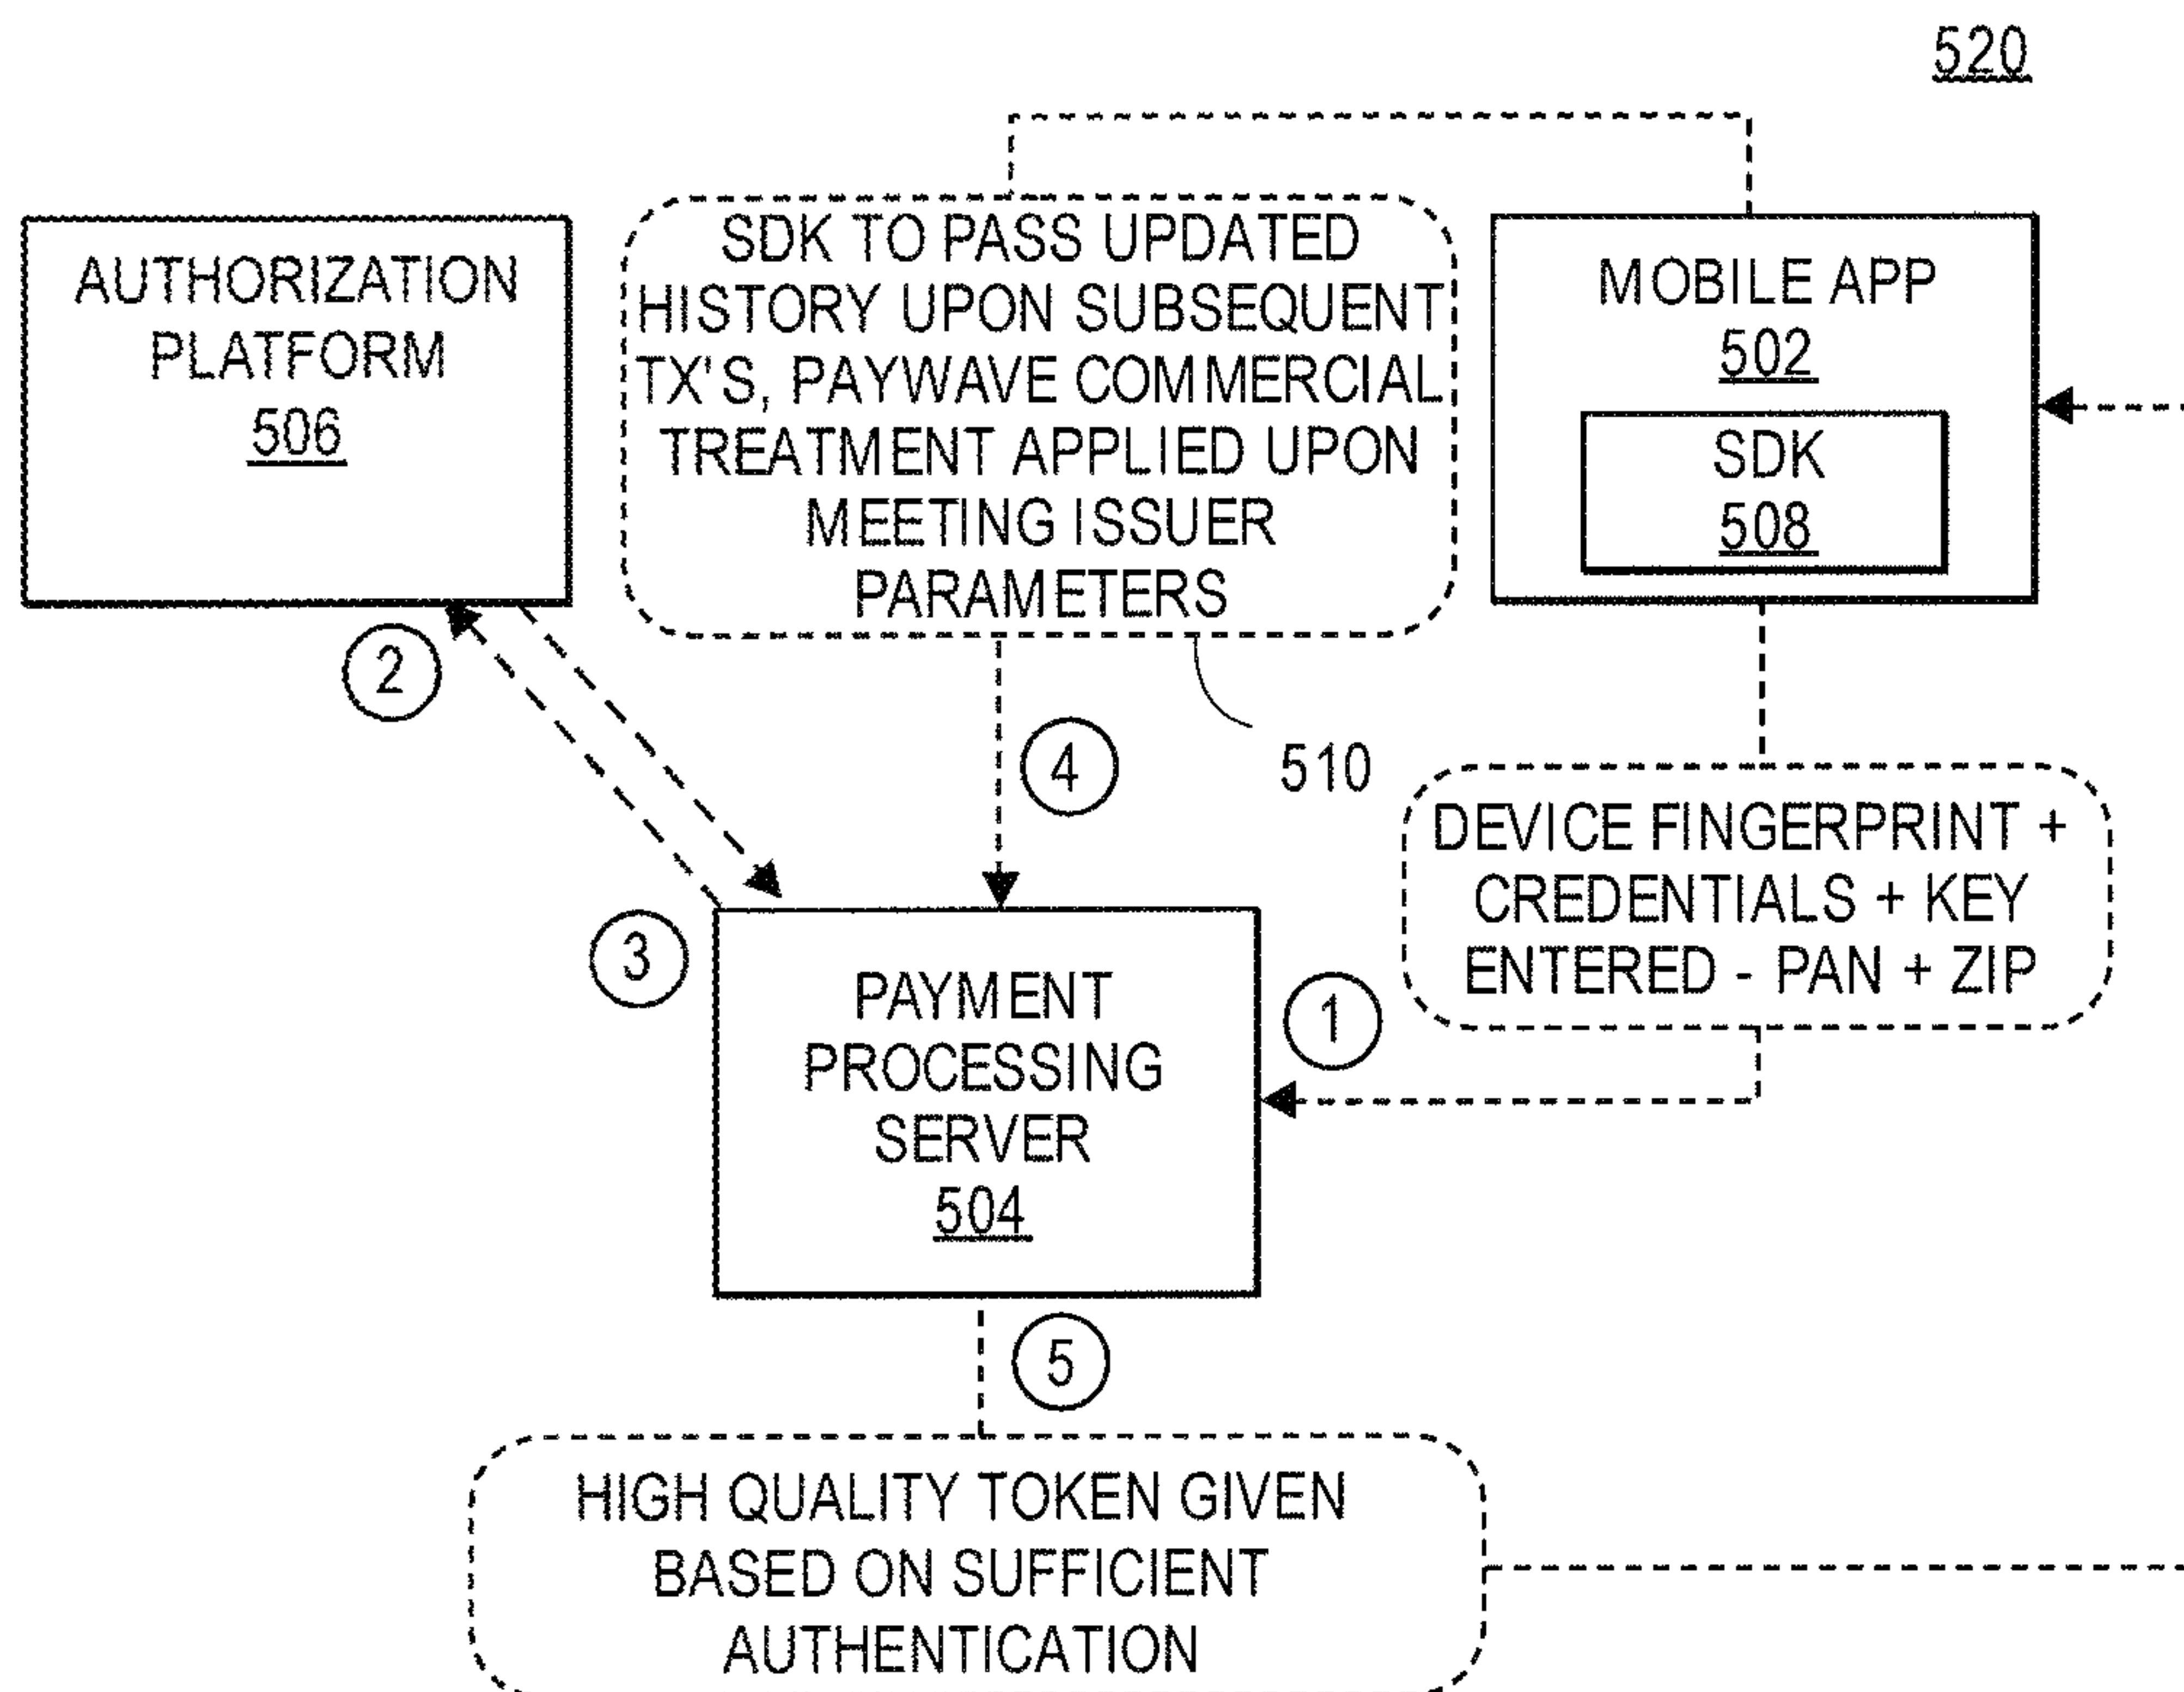 520
AUTHORIZATION
PLATFORM
506
SDK TO PASS UPDATED
HISTORY UPON SUBSEQUENT
TX'S, PAYWAVE COMMERCIAL
TREATMENT APPLIED UPON
MEETING ISSUER
PARAMETERS
MOBILE APP
502
SDK
508
2
4
510
DEVICE FINGERPRINT +
CREDENTIALS + KEY
ENTERED - PAN + ZIP
3
1
PAYMENT
PROCESSING
SERVER
504
5
HIGH QUALITY TOKEN GIVEN
BASED ON SUFFICIENT
AUTHENTICATION